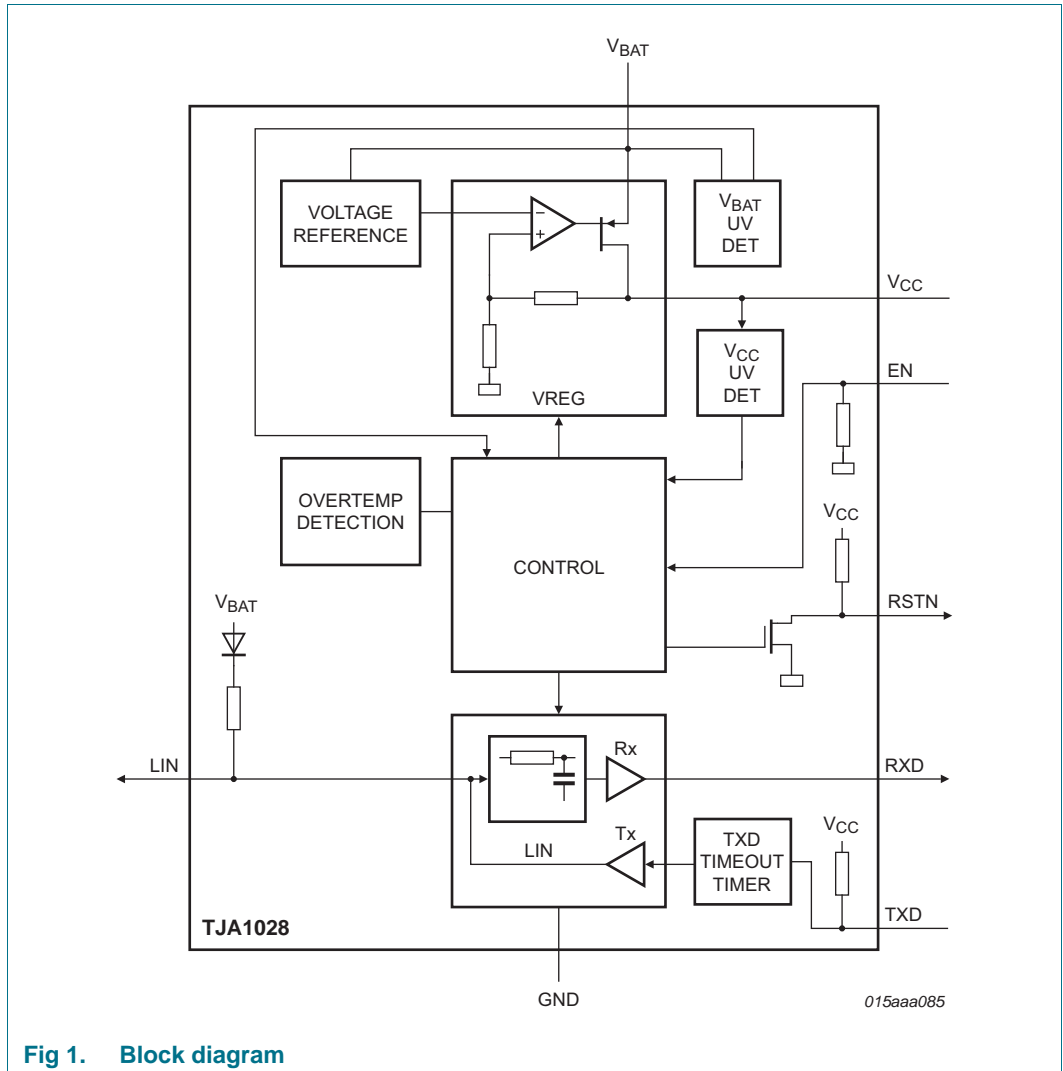 VBAT
VOLTAGE
REFERENCE
−
+
VREG
VBAT
UV
DET
VCC
VCC
UV
DET
EN
OVERTEMP
DETECTION
CONTROL
VCC
RSTN
VBAT
LIN
Rx
RXD
Tx
LIN
TXD
TIMEOUT
TIMER
VCC
TXD
TJA1028
GND
015aaa085
Fig 1. Block diagram